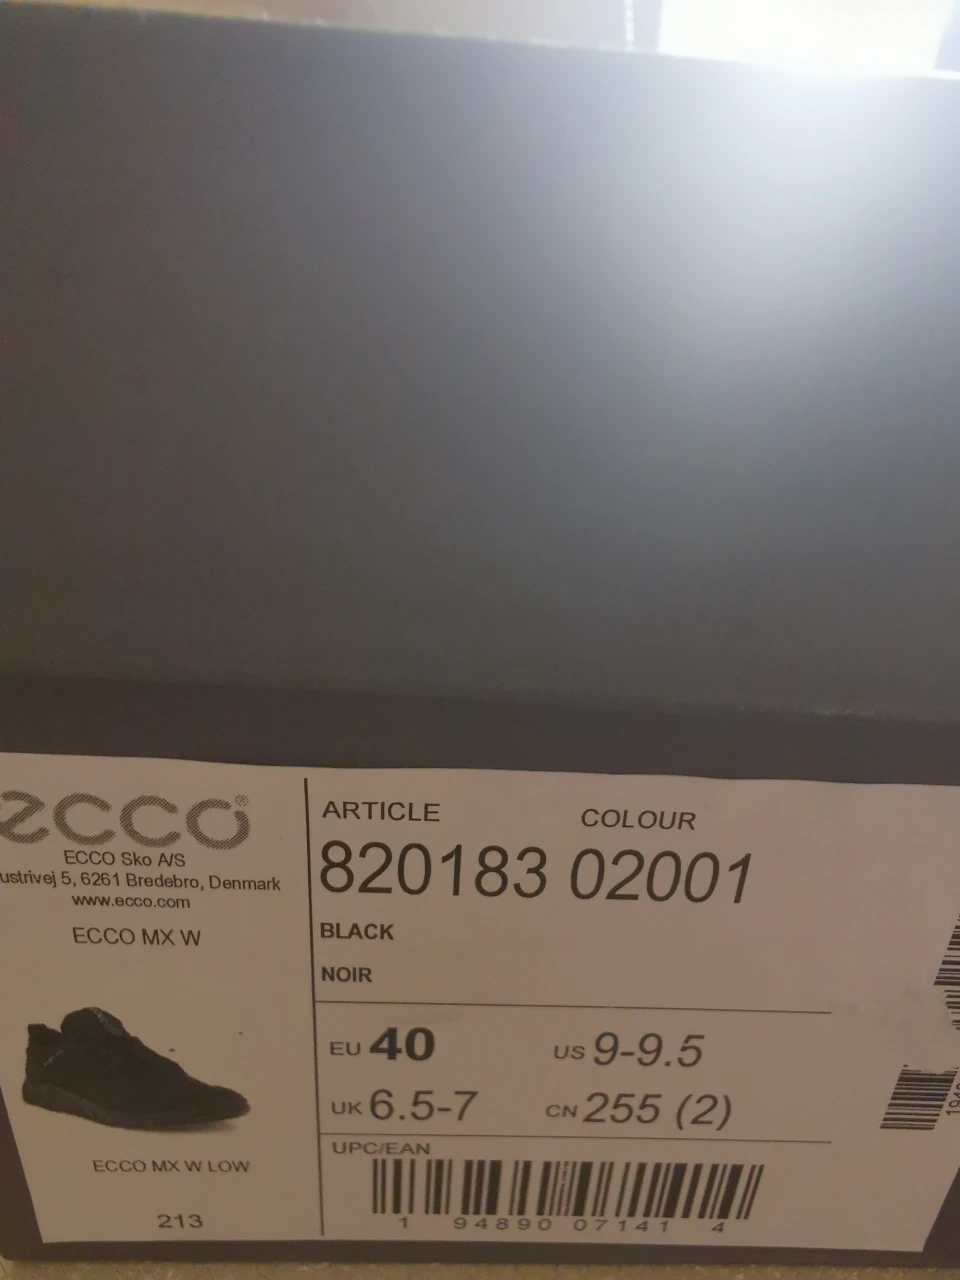 ecco®
ECCO Sko A/S
ustrivej 5, 6261 Bredebro, Denmark
www.ecco.com
ECCO MX W
ECCO MX W LOW
213
ARTICLE COLOUR
820183 02001
BLACK
NOIR
EU 40 US 9-9.5
UK 6.5-7 CN 255 (2)
UPC/EAN
1 94890 07141 4